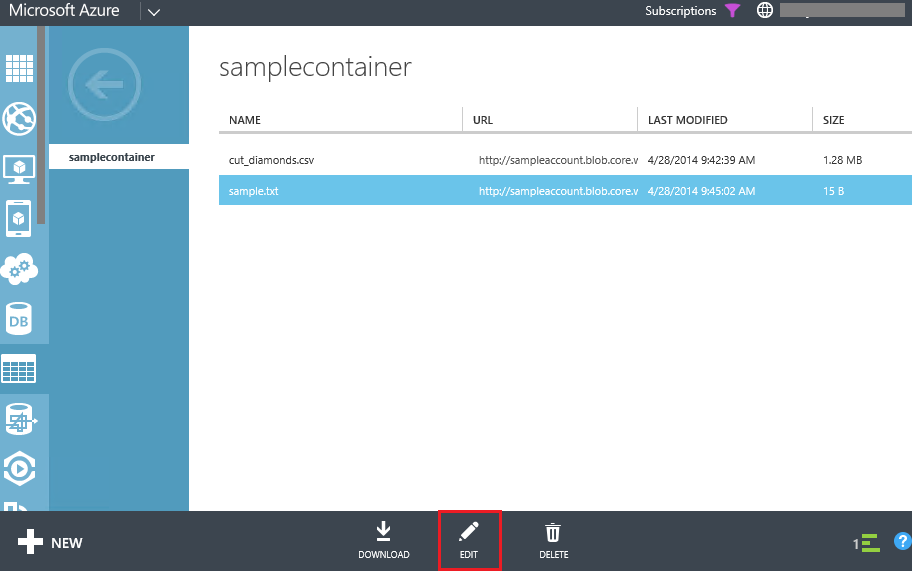 Microsoft Azure
Subscriptions
samplecontainer
samplecontainer
NAME URL LAST MODIFIED SIZE
cut_diamonds.csv http://sampleaccount.blob.core.v 4/28/2014 9:42:39 AM 1.28 MB
sample.txt http://sampleaccount.blob.core.v 4/28/2014 9:45:02 AM 15 B
DB
NEW
DOWNLOAD EDIT DELETE
1
?